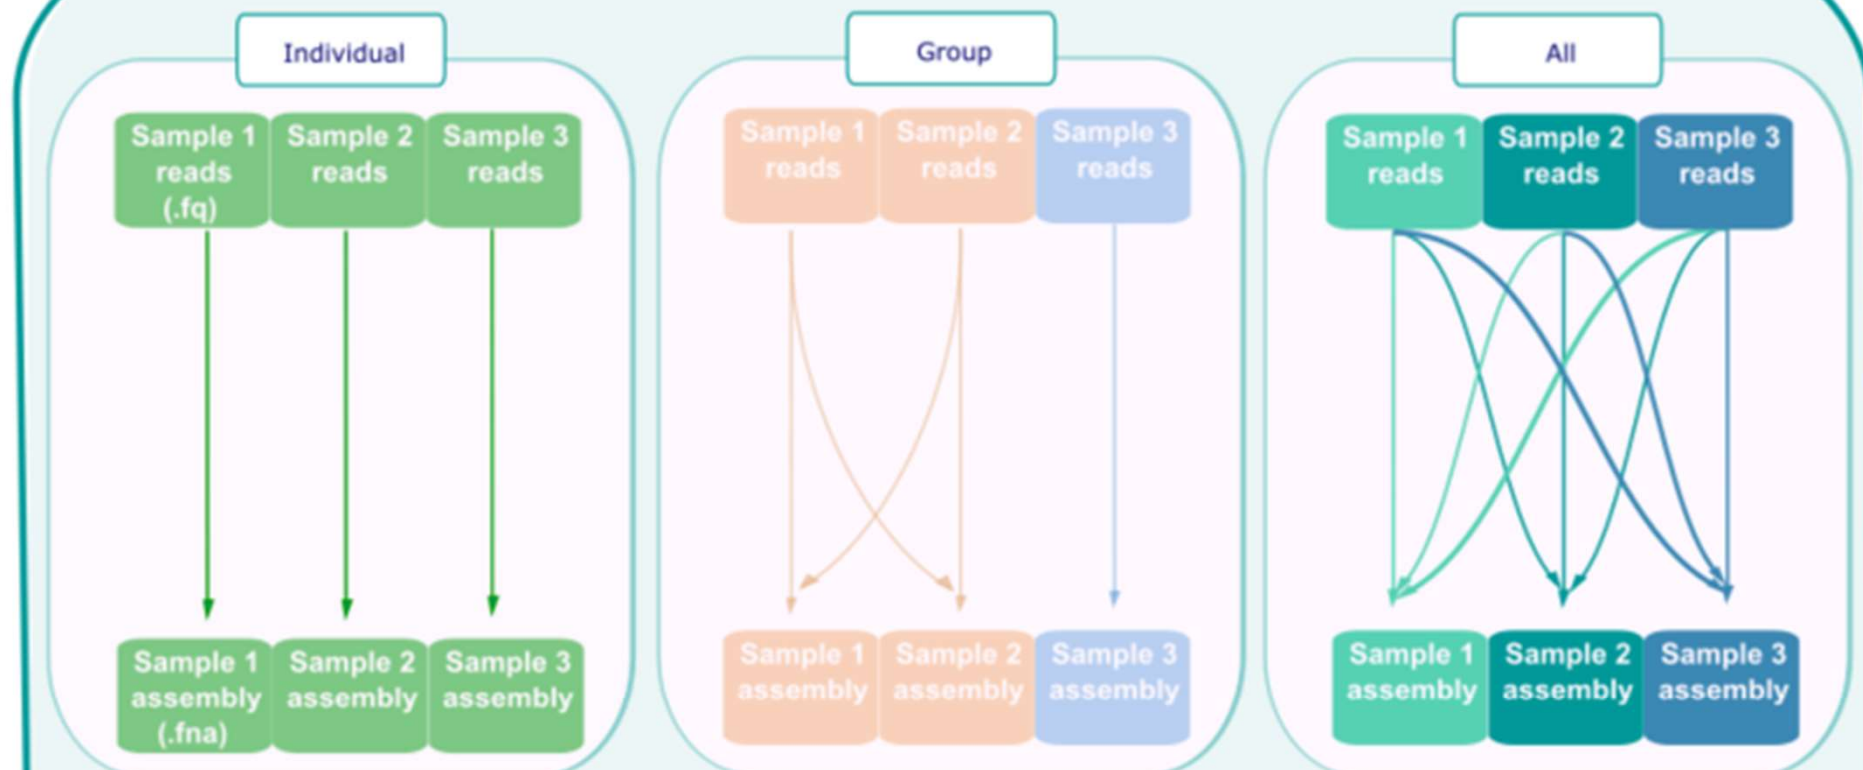 Individual
Sample 1
reads
(.fq)
Sample 2
reads
Sample 3
reads
Sample 1
assembly
(.fna)
Sample 2
assembly
Sample 3
assembly
Group
Sample 1
reads
Sample 2
reads
Sample 3
reads
Sample 1
assembly
Sample 2
assembly
Sample 3
assembly
All
Sample 1
reads
Sample 2
reads
Sample 3
reads
Sample 1
assembly
Sample 2
assembly
Sample 3
assembly